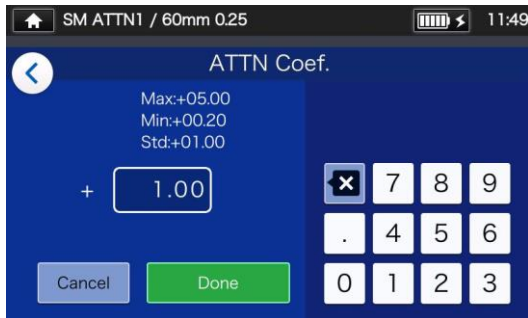 SM ATTN1 / 60mm 0.25 11:49
ATTN Coef.
Max:+05.00
Min:+00.20
Std:+01.00
+ 1.00
7 8 9
. 4 5 6
Cancel Done 0 1 2 3